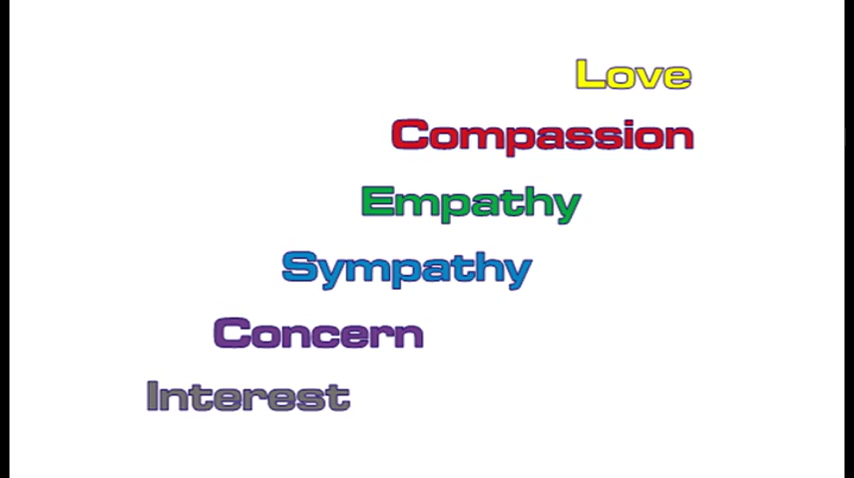 Love
Compassion
Empathy
Sympathy
Concern
Interest